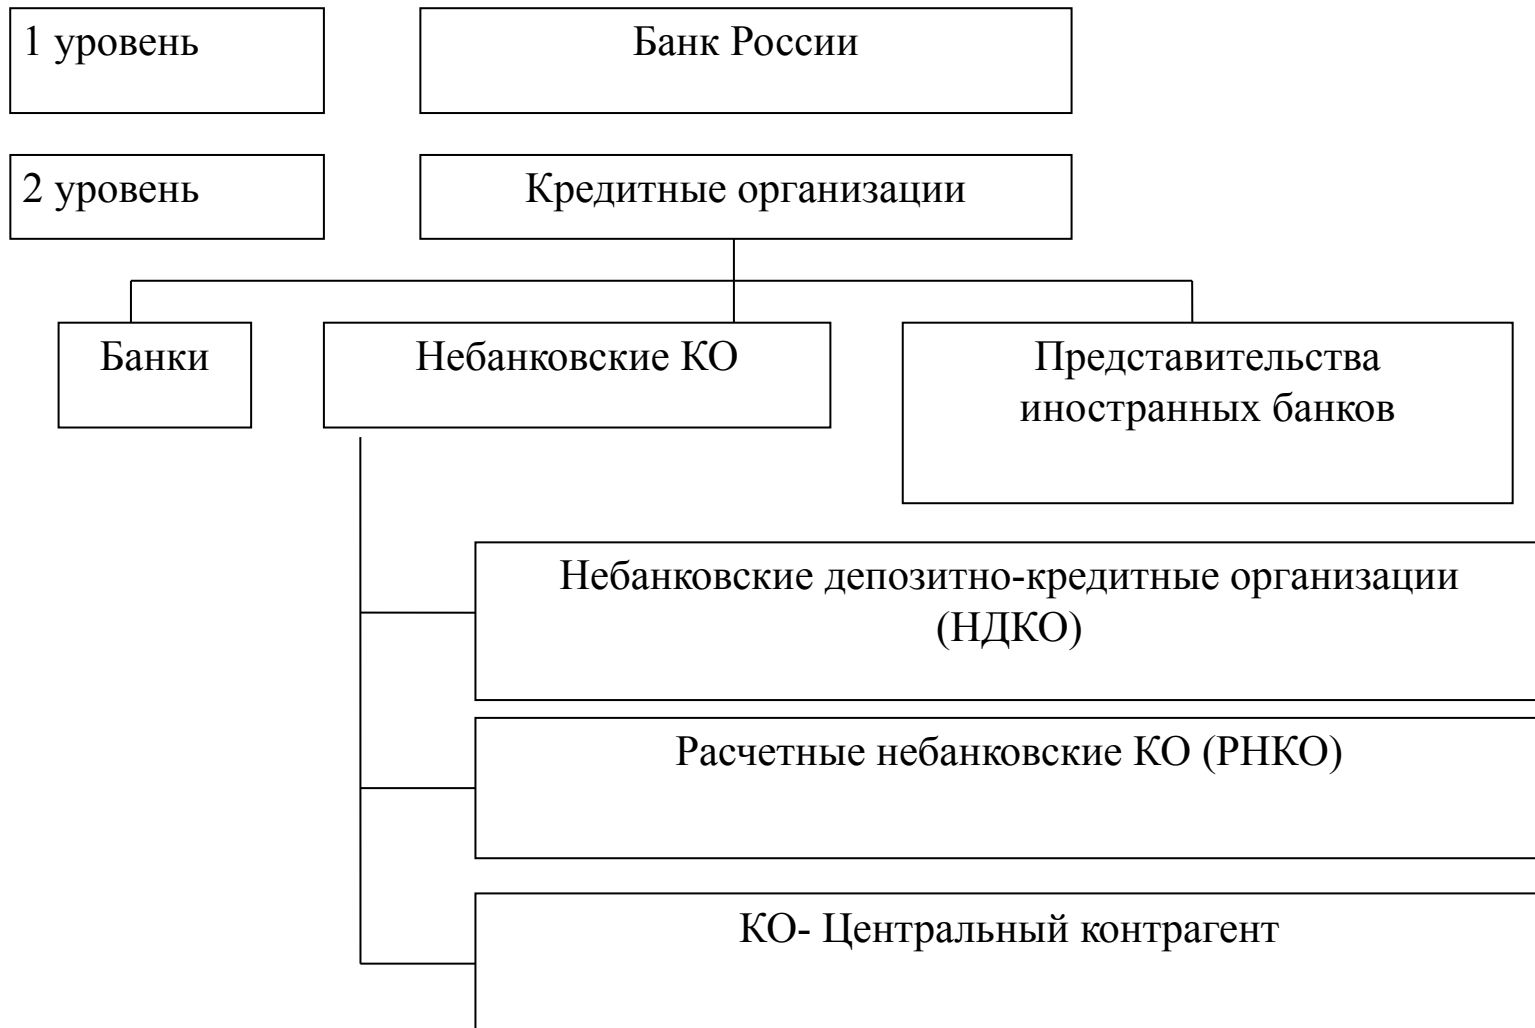 1 уровень
Банк России
2 уровень
Кредитные организации
Банки
Небанковские КО
Представительства
иностранных банков
Небанковские депозитно-кредитные организации
(НДКО)
Расчетные небанковские КО (РНКО)
КО- Центральный контрагент